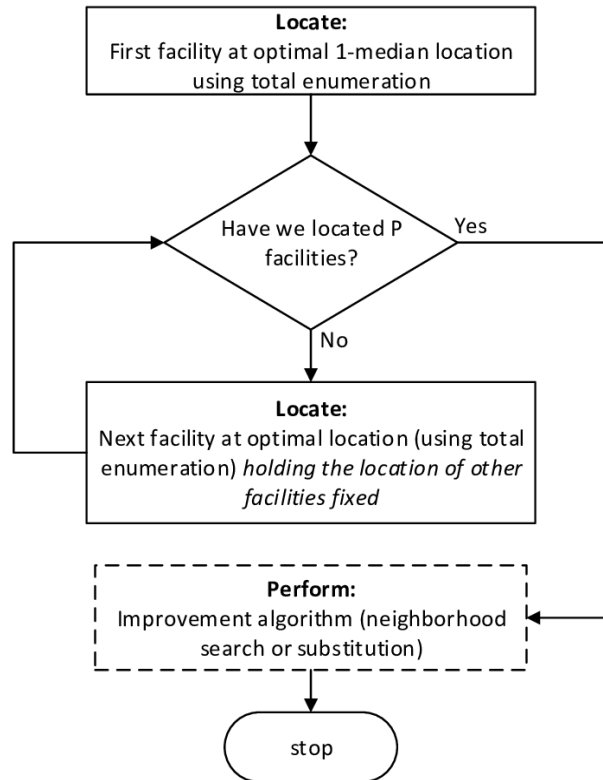 Locate:
First facility at optimal 1-median location
using total enumeration
Have we located P
facilities?
Yes
No
Locate:
Next facility at optimal location (using total
enumeration) holding the location of other
facilities fixed
Perform:
Improvement algorithm (neighborhood
search or substitution)
stop